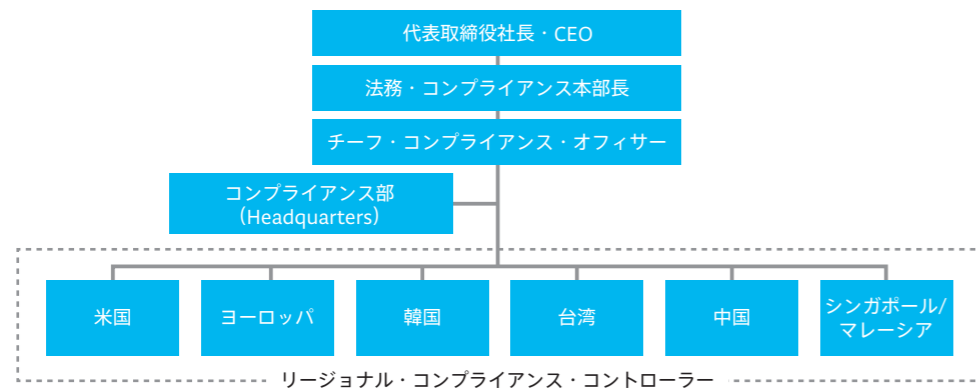 代表取締役社長・CEO
法務・コンプライアンス本部長
チーフ・コンプライアンス・オフィサー
コンプライアンス部
（Headquarters）
米国
ヨーロッパ
韓国
台湾
中国
シンガポール/
マレーシア
リージョナル・コンプライアンス・コントローラー